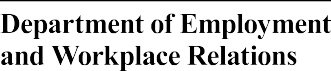 Department of Employment
and Workplace Relations